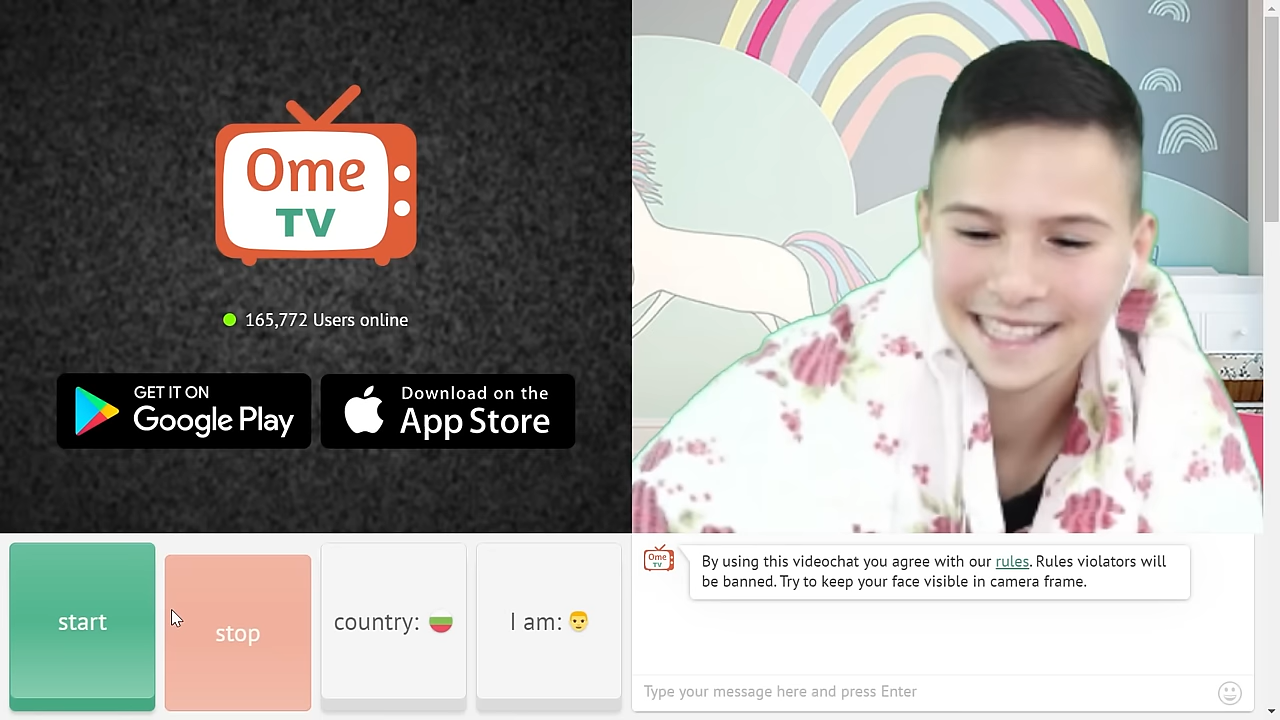 Ome
TV
165,772 Users online
GET IT ON
Google Play
Download on the
App Store
start
stop
country:
I am:
Ome
TV
By using this videochat you agree with our rules. Rules violators will
be banned. Try to keep your face visible in camera frame.
Type your message here and press Enter